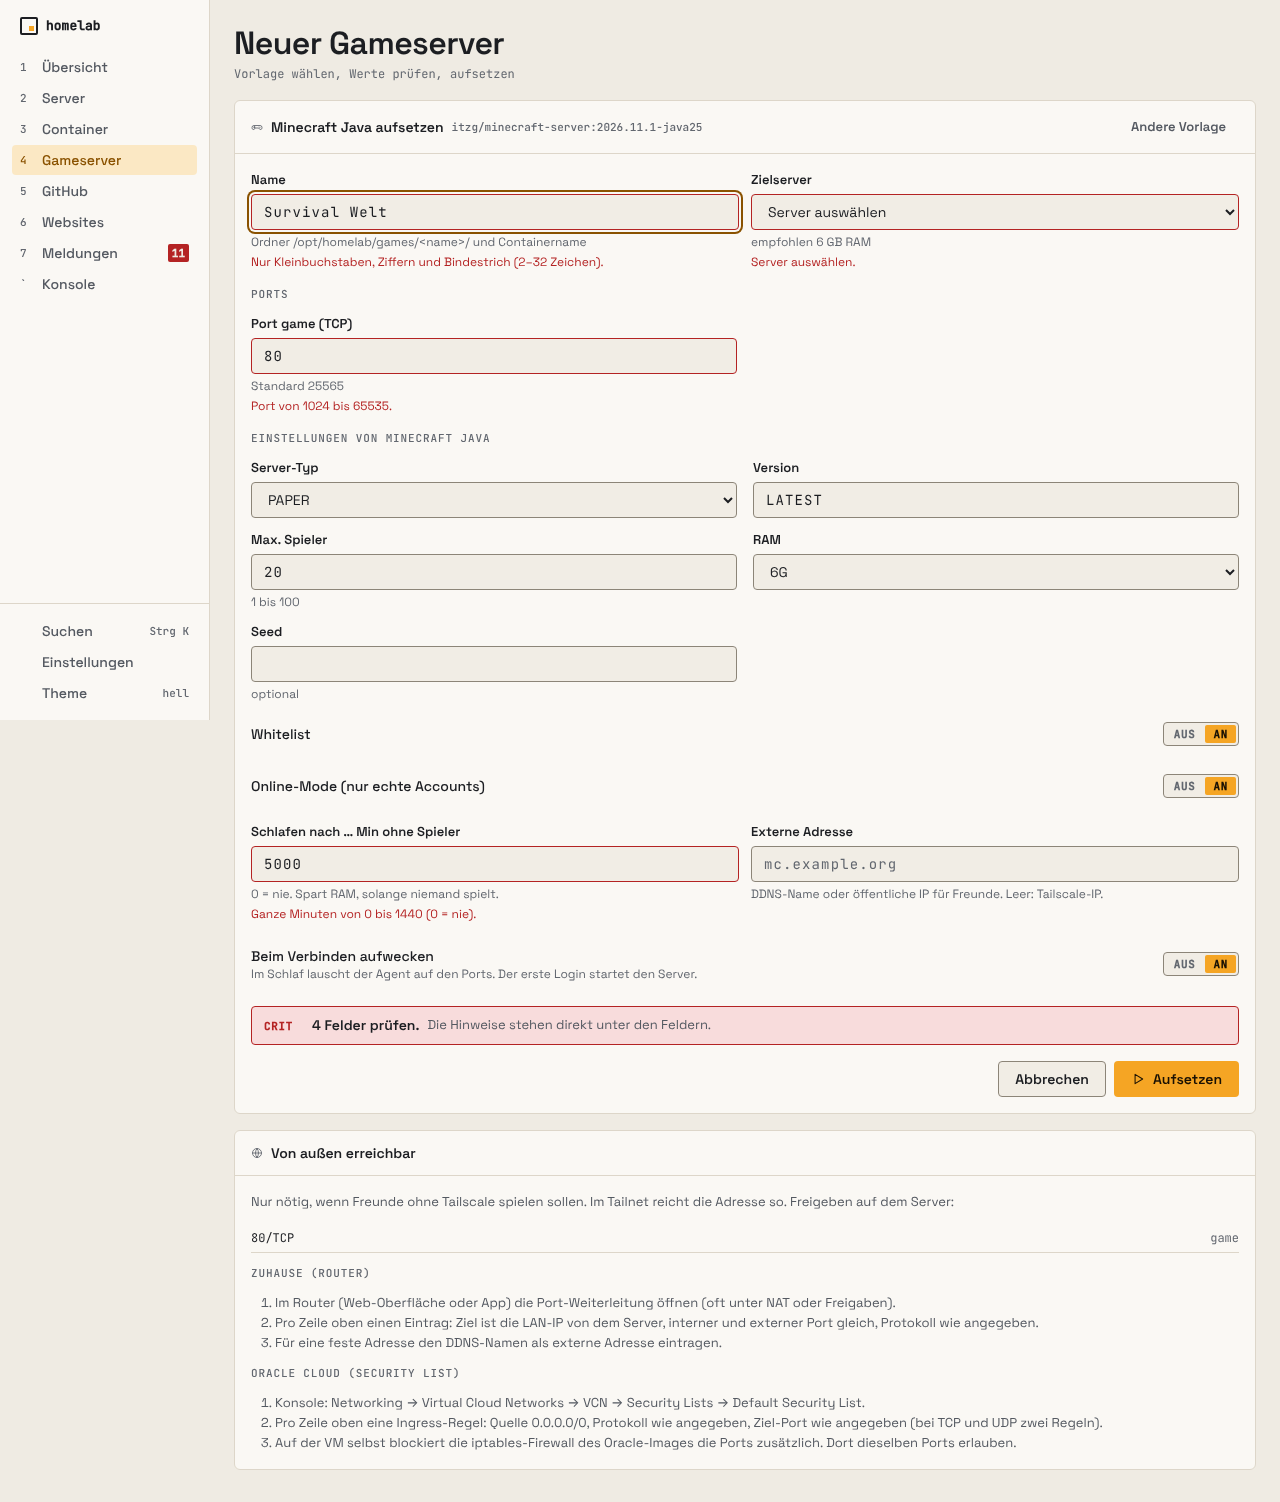 homelab
1 Übersicht
2 Server
3 Container
4 Gameserver
5 GitHub
6 Websites
7 Meldungen 11
` Konsole
Suchen Strg K
Einstellungen
Theme hell
Neuer Gameserver
Vorlage wählen, Werte prüfen, aufsetzen
Minecraft Java aufsetzen itzg/minecraft-server:2026.11.1-java25 Andere Vorlage
Name Zielserver
Survival Welt Server auswählen
Ordner /opt/homelab/games/<name>/ und Containername empfohlen 6 GB RAM
Nur Kleinbuchstaben, Ziffern und Bindestrich (2–32 Zeichen). Server auswählen.
PORTS
Port game (TCP)
80
Standard 25565
Port von 1024 bis 65535.
EINSTELLUNGEN VON MINECRAFT JAVA
Server-Typ Version
PAPER LATEST
Max. Spieler RAM
20 6G
1 bis 100
Seed
optional
Whitelist AUS AN
Online-Mode (nur echte Accounts) AUS AN
Schlafen nach … Min ohne Spieler Externe Adresse
5000 mc.example.org
0 = nie. Spart RAM, solange niemand spielt. DDNS-Name oder öffentliche IP für Freunde. Leer: Tailscale-IP.
Ganze Minuten von 0 bis 1440 (0 = nie).
Beim Verbinden aufwecken AUS AN
Im Schlaf lauscht der Agent auf den Ports. Der erste Login startet den Server.
CRIT 4 Felder prüfen. Die Hinweise stehen direkt unter den Feldern.
Abbrechen Aufsetzen
Von außen erreichbar
Nur nötig, wenn Freunde ohne Tailscale spielen sollen. Im Tailnet reicht die Adresse so. Freigeben auf dem Server:
80/TCP game
ZUHAUSE (ROUTER)
1. Im Router (Web-Oberfläche oder App) die Port-Weiterleitung öffnen (oft unter NAT oder Freigaben).
2. Pro Zeile oben einen Eintrag: Ziel ist die LAN-IP von dem Server, interner und externer Port gleich, Protokoll wie angegeben.
3. Für eine feste Adresse den DDNS-Namen als externe Adresse eintragen.
ORACLE CLOUD (SECURITY LIST)
1. Konsole: Networking → Virtual Cloud Networks → VCN → Security Lists → Default Security List.
2. Pro Zeile oben eine Ingress-Regel: Quelle 0.0.0.0/0, Protokoll wie angegeben, Ziel-Port wie angegeben (bei TCP und UDP zwei Regeln).
3. Auf der VM selbst blockiert die iptables-Firewall des Oracle-Images die Ports zusätzlich. Dort dieselben Ports erlauben.